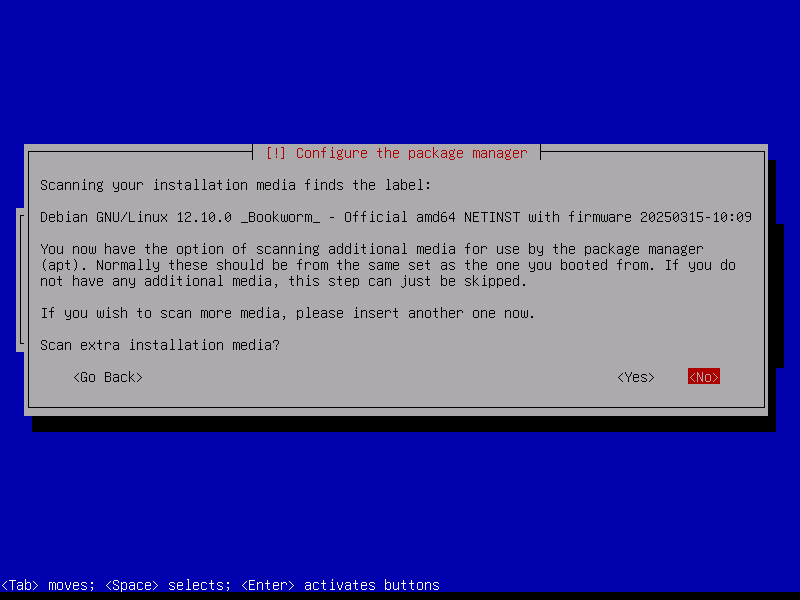 [!] Configure the package manager
Scanning your installation media finds the label:
Debian GNU/Linux 12.10.0 _Bookworm_ - Official amd64 NETINST with firmware 20250315-10:09
You now have the option of scanning additional media for use by the package manager
(apt). Normally these should be from the same set as the one you booted from. If you do
not have any additional media, this step can just be skipped.
If you wish to scan more media, please insert another one now.
Scan extra installation media?
<Go Back> <Yes> <No>
<Tab> moves; <Space> selects; <Enter> activates buttons